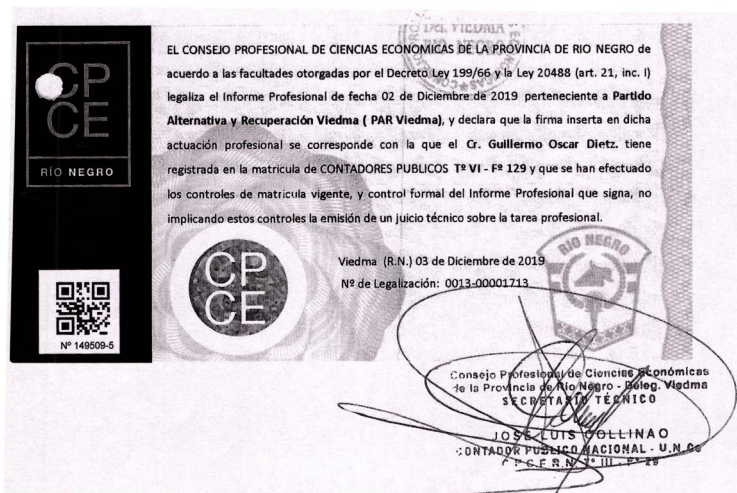 DEL VIEDMA
EL CONSEJO PROFESIONAL DE CIENCIAS ECONOMICAS DE LA PROVINCIA DE RIO NEGRO de
acuerdo a las facultades otorgadas por el Decreto Ley 199/66 y la Ley 20488 (art. 21, inc. I)
legaliza el Informe Profesional de fecha 02 de Diciembre de 2019 perteneciente a Partido
Alternativa y Recuperación Viedma ( PAR Viedma), y declara que la firma inserta en dicha
actuación profesional se corresponde con la que el Cr. Guillermo Oscar Dietz. tiene
registrada en la matricula de CONTADORES PUBLICOS Tº VI - Fº 129 y que se han efectuado
los controles de matricula vigente, y control formal del Informe Profesional que signa, no
implicando estos controles la emisión de un juicio técnico sobre la tarea profesional.
CP
CE
RÍO NEGRO
Viedma (R.N.) 03 de Diciembre de 2019
Nº de Legalización: 0013-00001713
CP
CE
RIO NEGRO
Nº 149509-5
Consejo Profesional de Ciencias Económicas
de la Provincia de Río Negro - Deleg. Viedma
SECRETARIO TÉCNICO
JOSE LUIS COLLINAO
CONTADOR PUBLICO NACIONAL - U.N.Co
C.P.C.E.R.N. Tº III - Fº 29